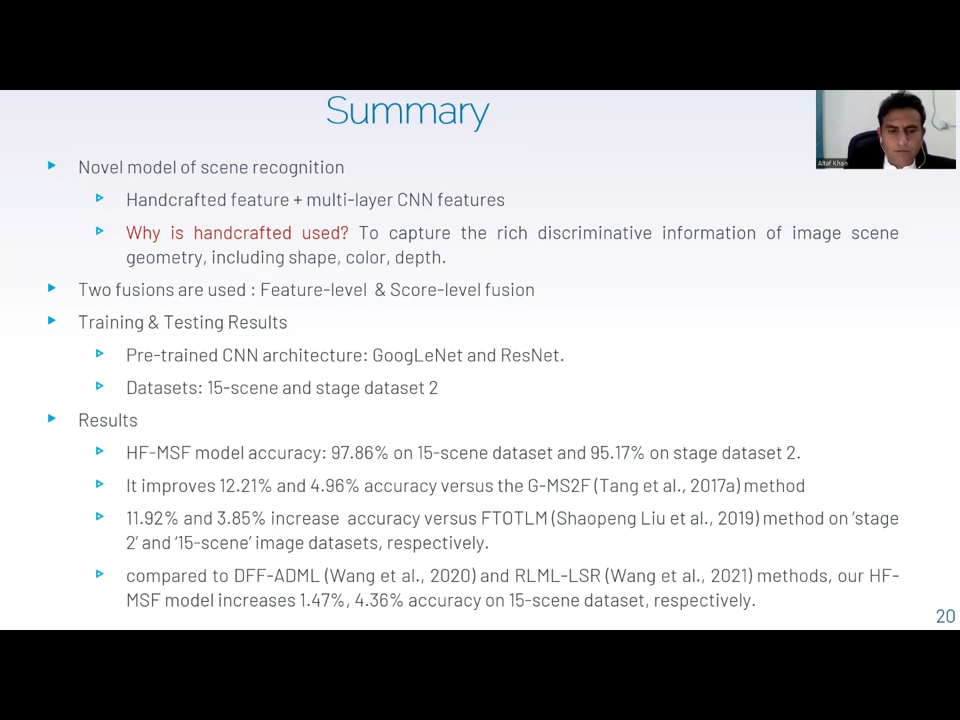 Summary
Altaf Khan
Novel model of scene recognition
Handcrafted feature + multi-layer CNN features
Why is handcrafted used? To capture the rich discriminative information of image scene
geometry, including shape, color, depth.
Two fusions are used : Feature-level & Score-level fusion
Training & Testing Results
Pre-trained CNN architecture: GoogLeNet and ResNet.
Datasets: 15-scene and stage dataset 2
Results
HF-MSF model accuracy: 97.86% on 15-scene dataset and 95.17% on stage dataset 2.
It improves 12.21% and 4.96% accuracy versus the G-MS2F (Tang et al., 2017a) method
11.92% and 3.85% increase accuracy versus FTOTLM (Shaopeng Liu et al., 2019) method on 'stage
2' and '15-scene' image datasets, respectively.
compared to DFF-ADML (Wang et al., 2020) and RLML-LSR (Wang et al., 2021) methods, our HF-
MSF model increases 1.47%, 4.36% accuracy on 15-scene dataset, respectively.
20